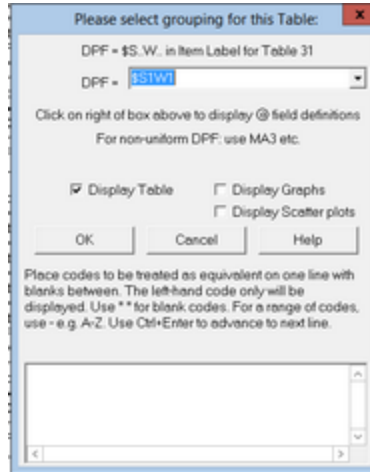 Please select grouping for this Table:
x
DPF = $S..W.. in Item Label for Table 31
DPF = $S1W1
Click on right of box above to display @ field definitions
For non-uniform DPF: use MA3 etc.
Display Table Display Graphs
Display Scatter plots
OK Cancel Help
Place codes to be treated as equivalent on one line with
blanks between. The left-hand code only will be
displayed. Use " " for blank codes. For a range of codes,
use - e.g. A-Z. Use Ctrl+Enter to advance to next line.